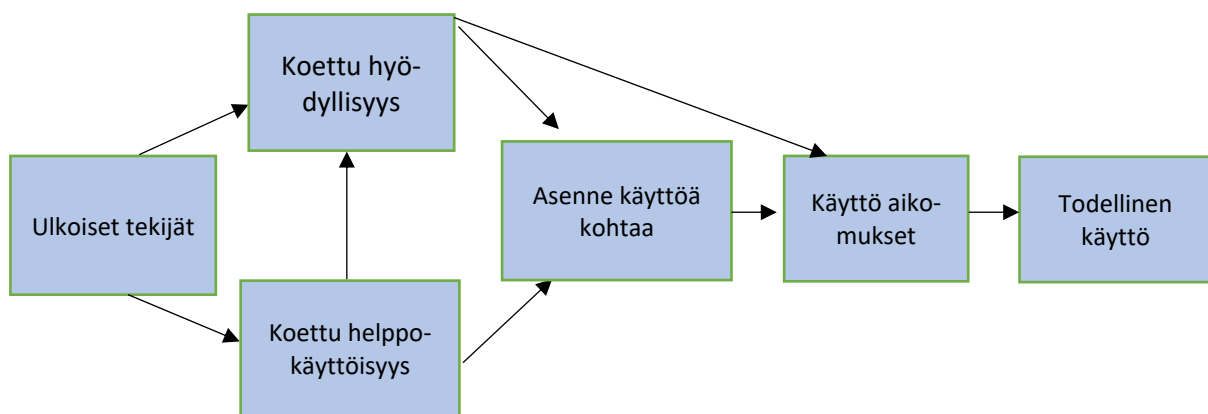 Koettu hyö-
dyllisyys
Ulkoiset tekijät
Koettu helppo-
käyttöisyys
Asenne käyttöä
kohtaa
Käyttö aiko-
mukset
Todellinen
käyttö